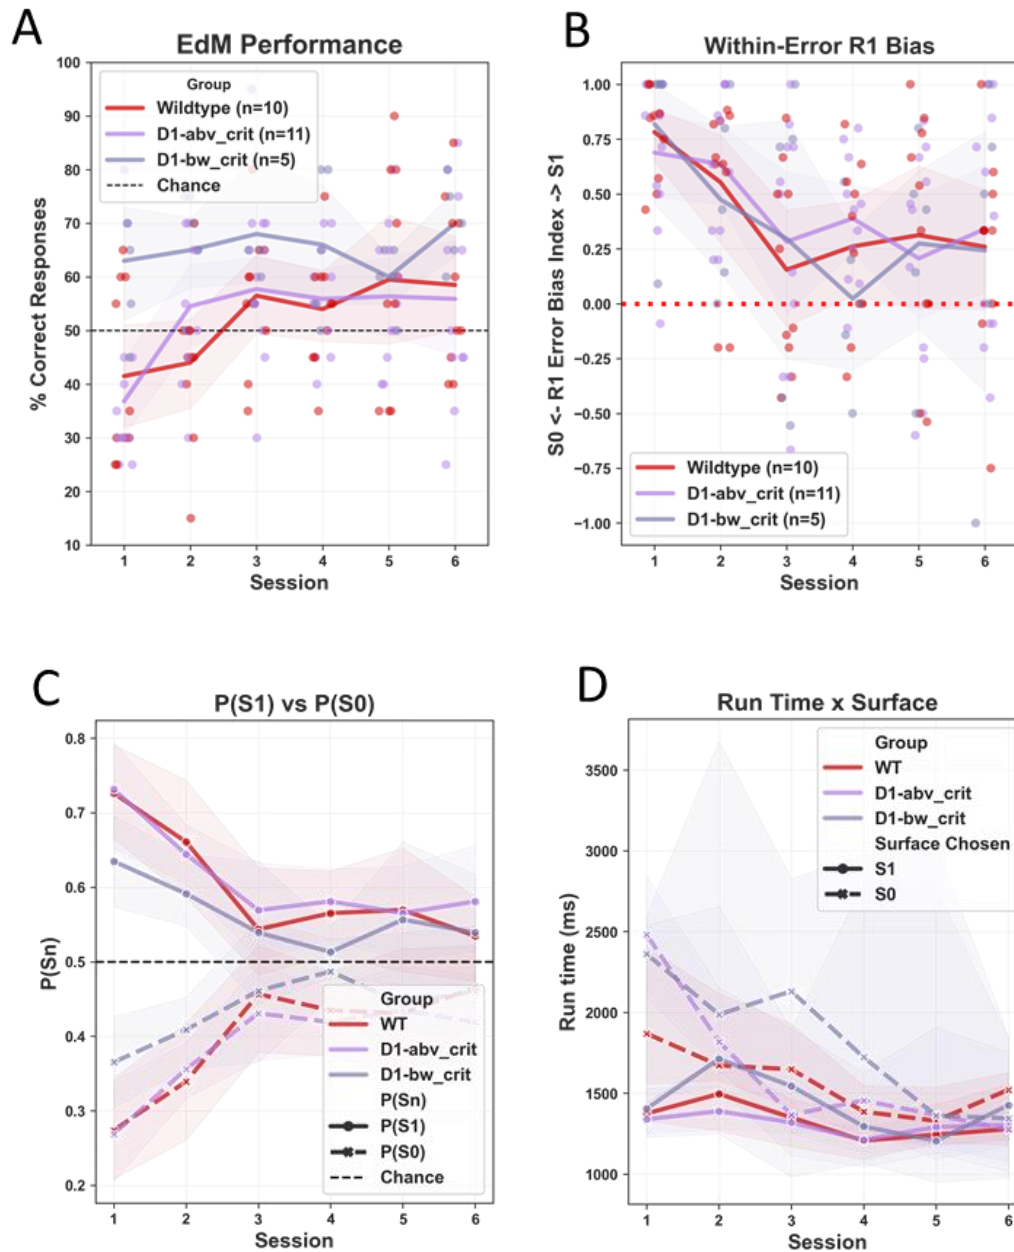 A
EdM Performance
100
90
80
70
60
50
40
30
20
10
% Correct Responses
Group
Wildtype (n=10)
D1-abv_crit (n=11)
D1-bw_crit (n=5)
Chance
1 2 3 4 5 6
Session
B
Within-Error R1 Bias
1.00
0.75
0.50
0.25
0.00
−0.25
−0.50
−0.75
−1.00
S0 <- R1 Error Bias Index -> S1
Wildtype (n=10)
D1-abv_crit (n=11)
D1-bw_crit (n=5)
1 2 3 4 5 6
Session
C
P(S1) vs P(S0)
0.8
0.7
0.6
0.5
0.4
0.3
0.2
P(Sn)
Group
WT
D1-abv_crit
D1-bw_crit
P(Sn)
P(S1)
P(S0)
Chance
1 2 3 4 5 6
Session
D
Run Time x Surface
3500
3000
2500
2000
1500
1000
Run time (ms)
Group
WT
D1-abv_crit
D1-bw_crit
Surface Chosen
S1
S0
1 2 3 4 5 6
Session